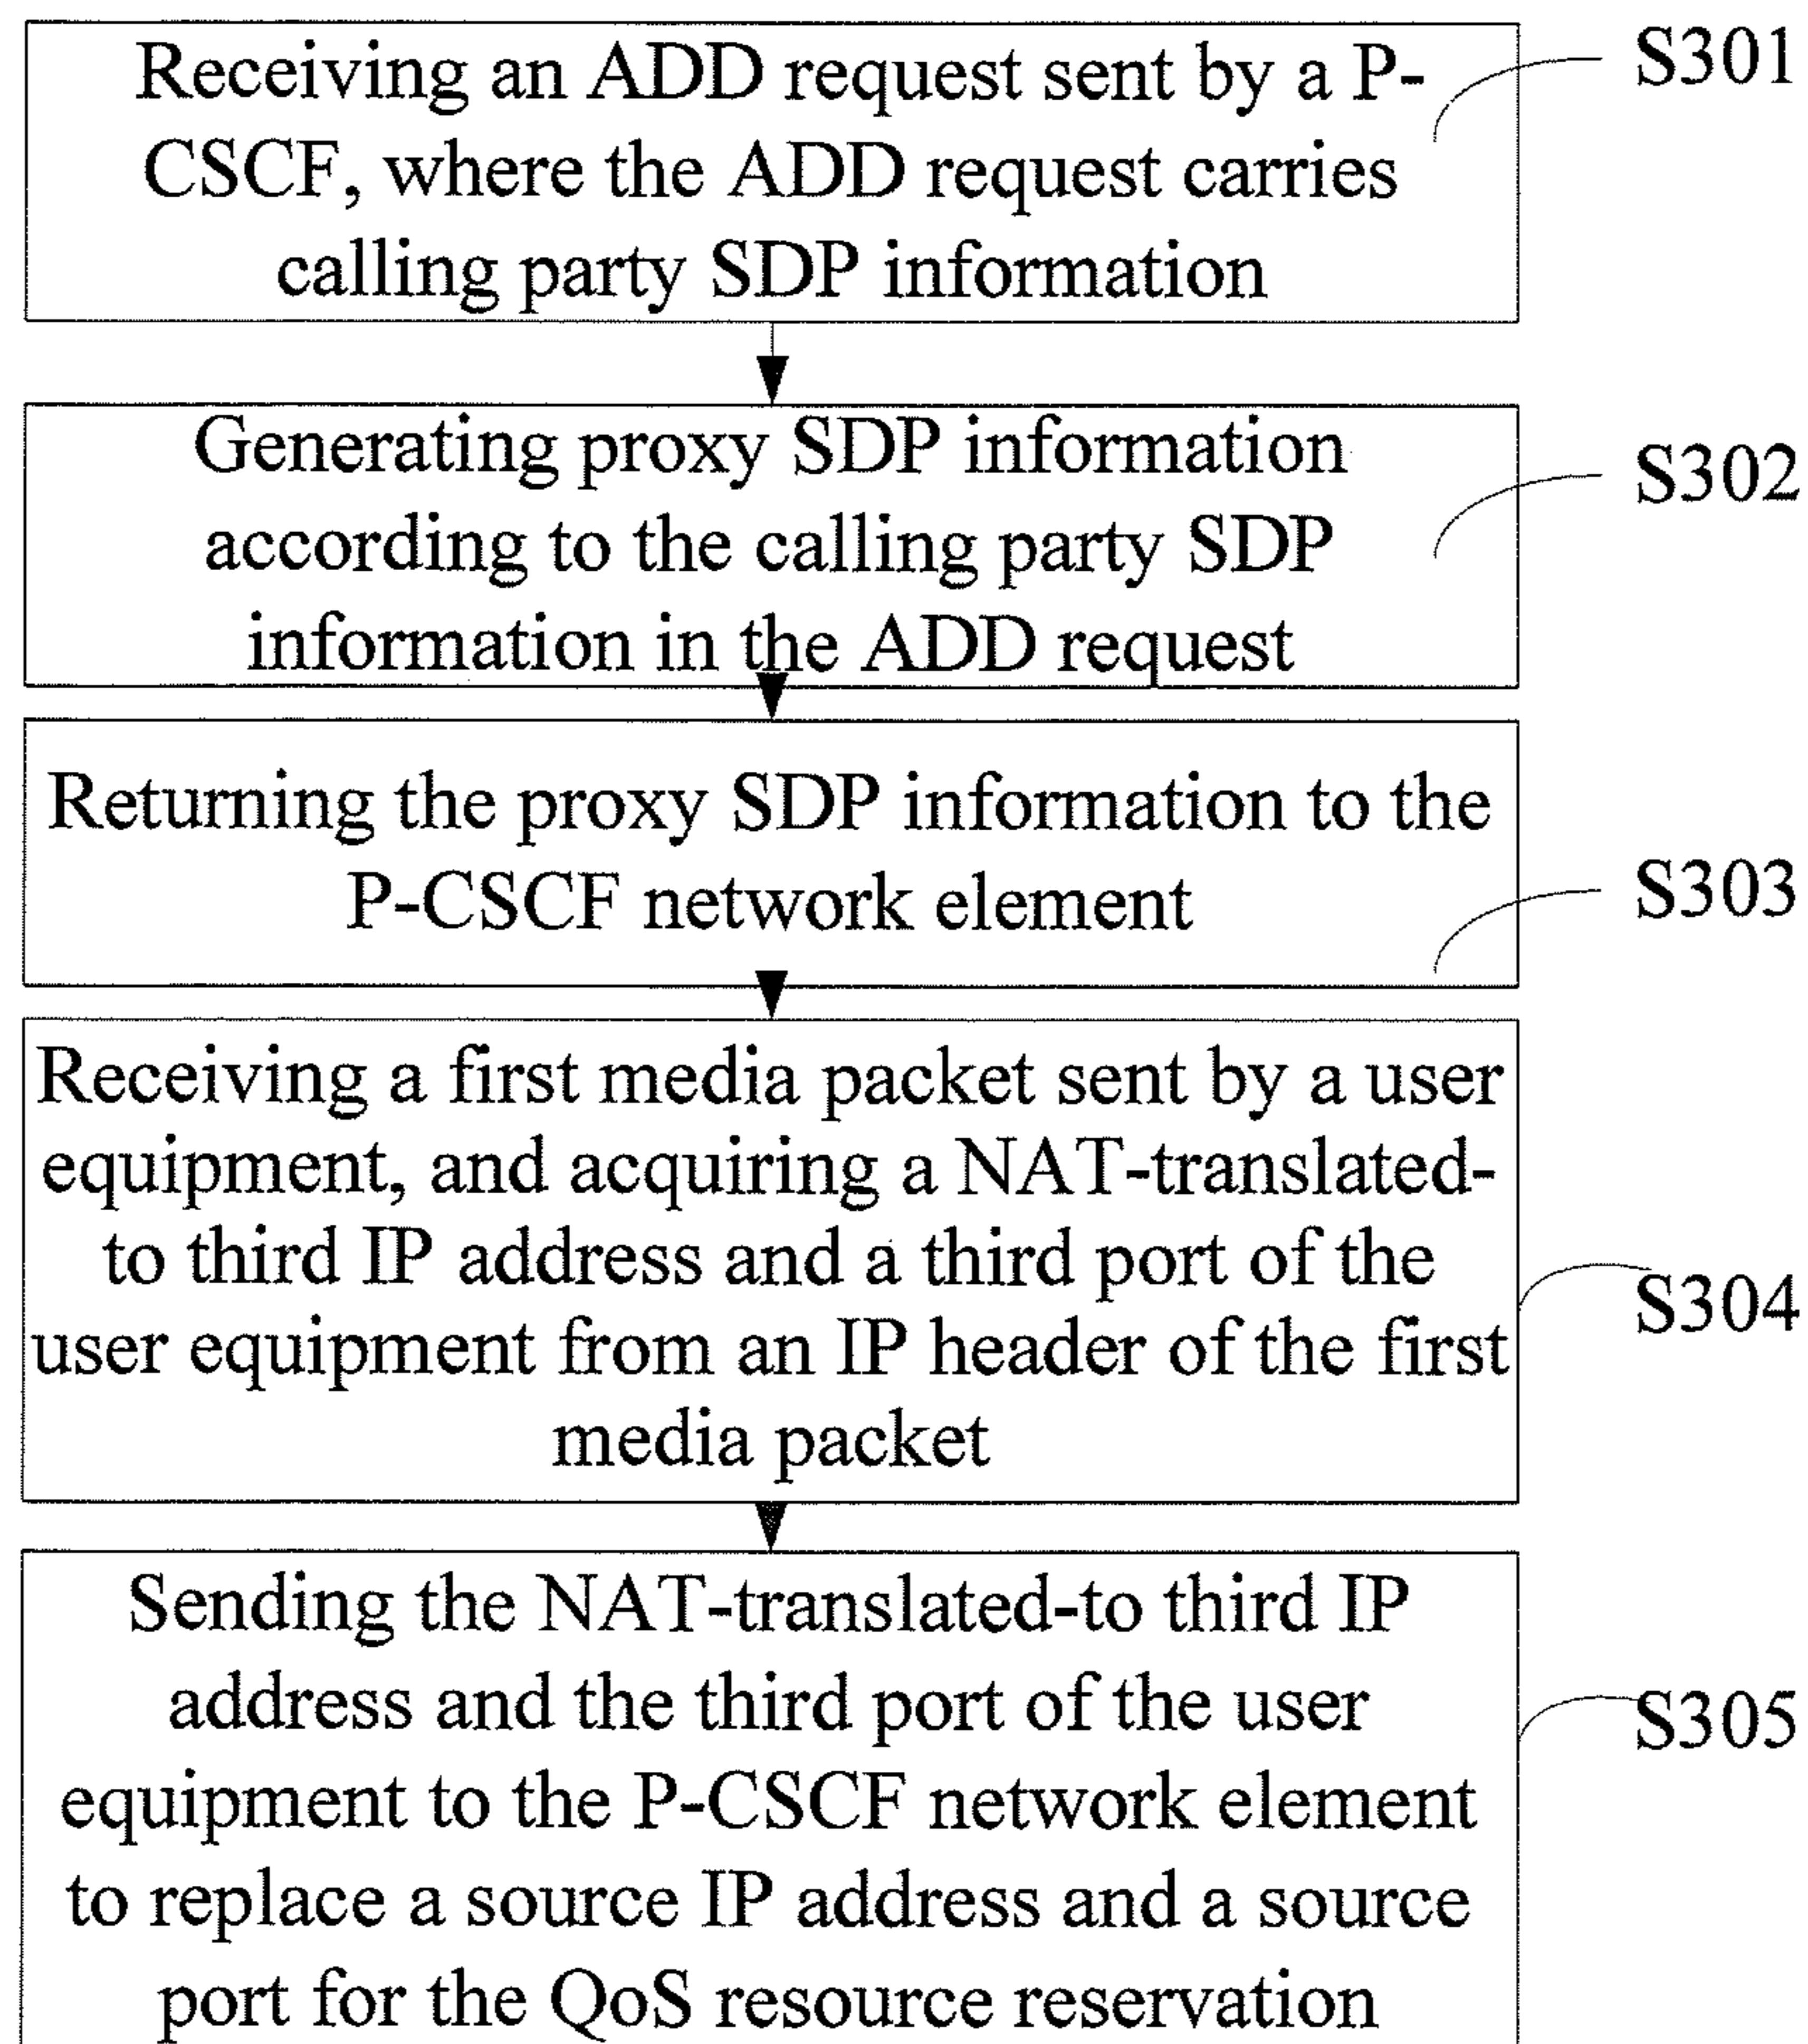 Receiving an ADD request sent by a P-
CSCF, where the ADD request carries
calling party SDP information
S301
Generating proxy SDP information
according to the calling party SDP
information in the ADD request
S302
Returning the proxy SDP information to the
P-CSCF network element
S303
Receiving a first media packet sent by a user
equipment, and acquiring a NAT-translated-
to third IP address and a third port of the
user equipment from an IP header of the first
media packet
S304
Sending the NAT-translated-to third IP
address and the third port of the user
equipment to the P-CSCF network element
to replace a source IP address and a source
port for the QoS resource reservation
S305